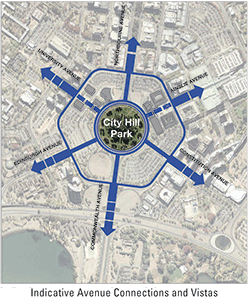 NORTHBOURNE AVENUE
UNIVERSITY AVENUE
AINSLIE AVENUE
City Hill
Park
EDINBURGH AVENUE
CONSTITUTION AVENUE
COMMONWEALTH AVENUE
Indicative Avenue Connections and Vistas